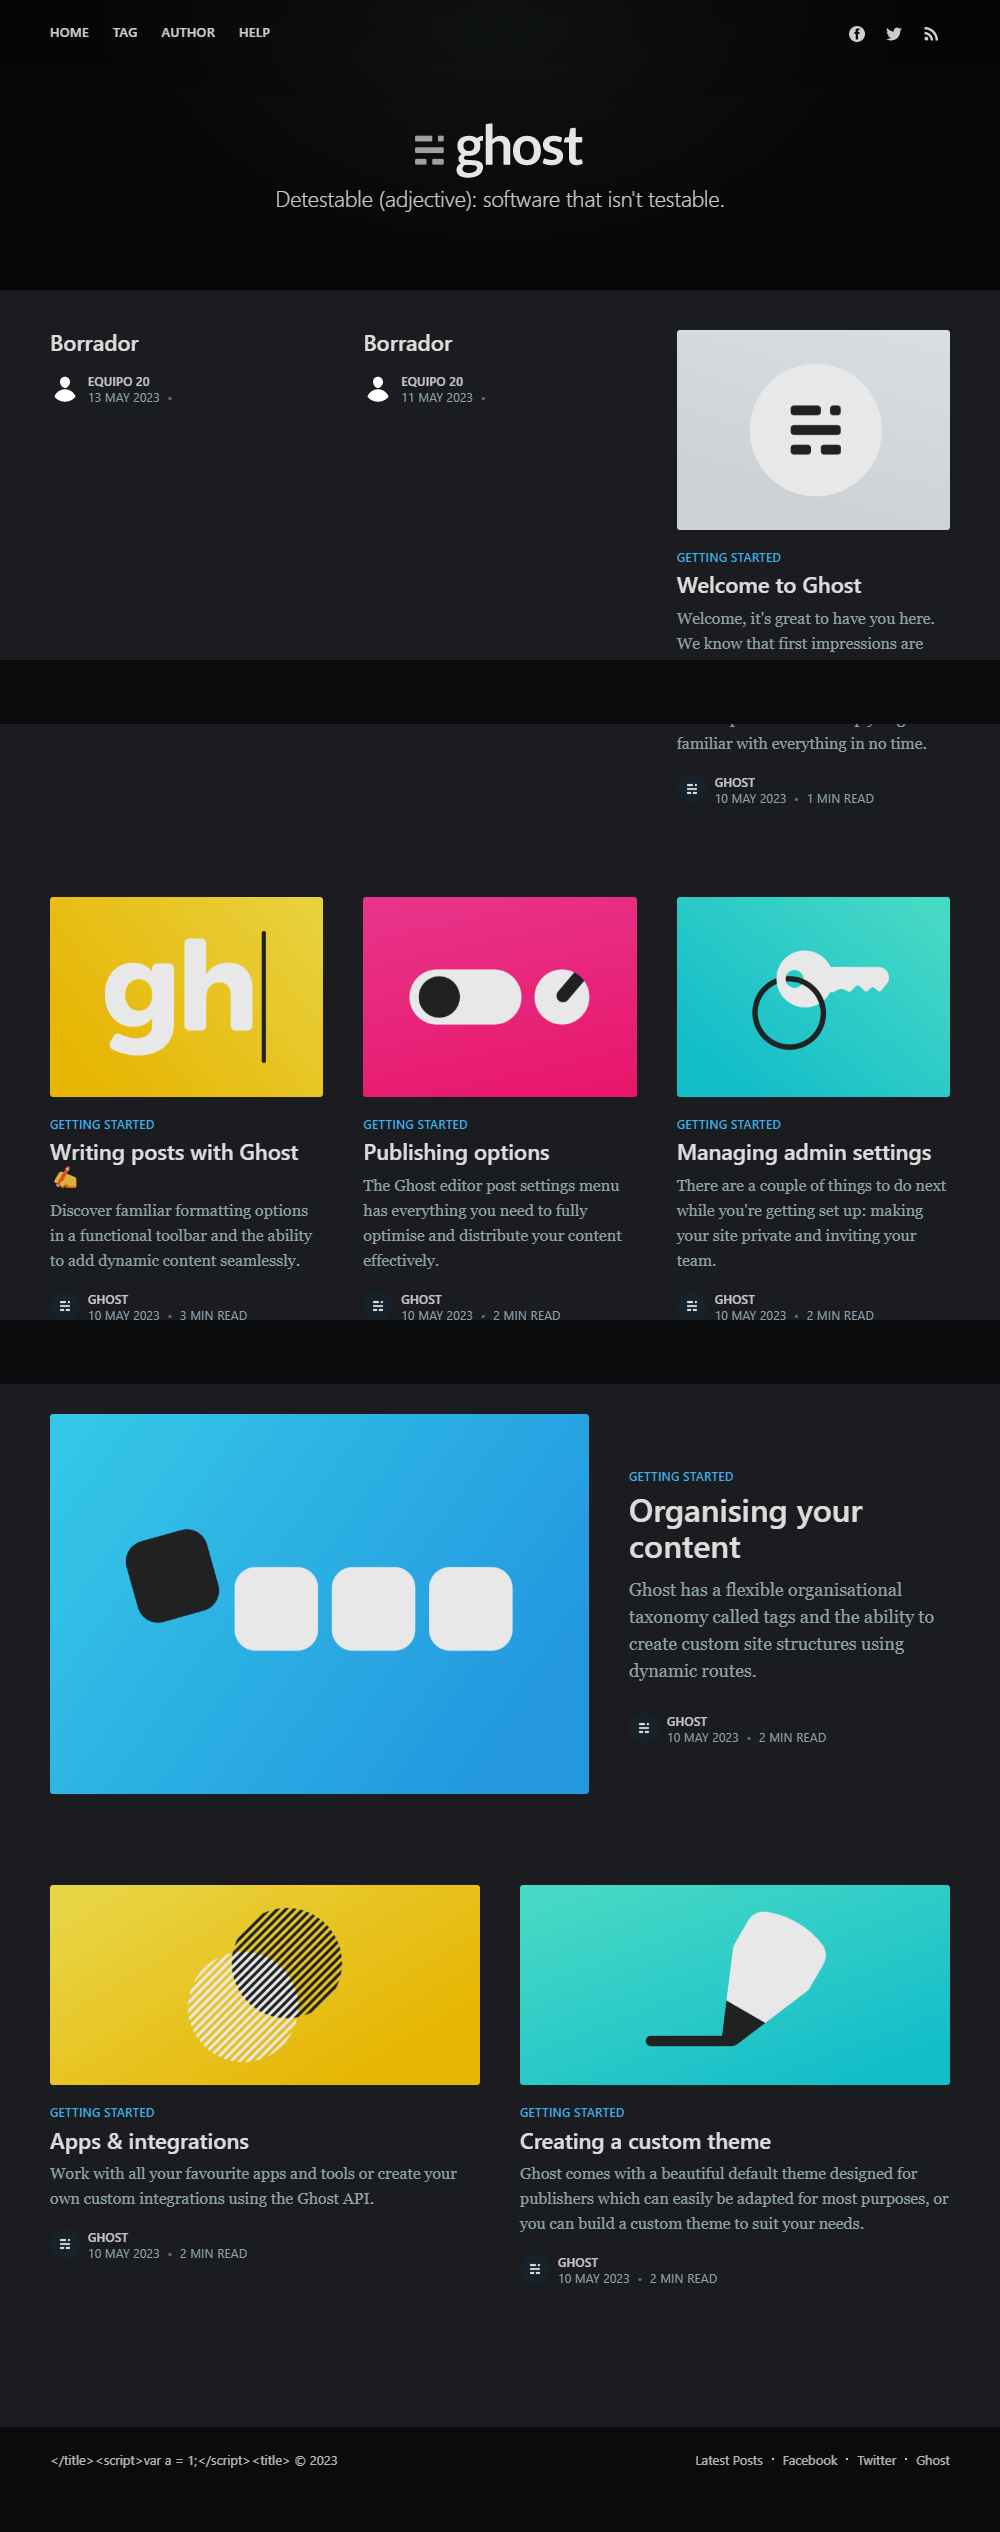 HOME TAG AUTHOR HELP
ghost
Detestable (adjective): software that isn't testable.
Borrador
EQUIPO 20
13 MAY 2023 •
Borrador
EQUIPO 20
11 MAY 2023 •
GETTING STARTED
Welcome to Ghost
Welcome, it's great to have you here.
We know that first impressions are
familiar with everything in no time.
GHOST
10 MAY 2023 • 1 MIN READ
gh
GETTING STARTED
Writing posts with Ghost
✍️
Discover familiar formatting options
in a functional toolbar and the ability
to add dynamic content seamlessly.
GHOST
10 MAY 2023 • 3 MIN READ
GETTING STARTED
Publishing options
The Ghost editor post settings menu
has everything you need to fully
optimise and distribute your content
effectively.
GHOST
10 MAY 2023 • 2 MIN READ
GETTING STARTED
Managing admin settings
There are a couple of things to do next
while you're getting set up: making
your site private and inviting your
team.
GHOST
10 MAY 2023 • 2 MIN READ
GETTING STARTED
Organising your
content
Ghost has a flexible organisational
taxonomy called tags and the ability to
create custom site structures using
dynamic routes.
GHOST
10 MAY 2023 • 2 MIN READ
GETTING STARTED
Apps & integrations
Work with all your favourite apps and tools or create your
own custom integrations using the Ghost API.
GHOST
10 MAY 2023 • 2 MIN READ
GETTING STARTED
Creating a custom theme
Ghost comes with a beautiful default theme designed for
publishers which can easily be adapted for most purposes, or
you can build a custom theme to suit your needs.
GHOST
10 MAY 2023 • 2 MIN READ
</title><script>var a = 1;</script><title> © 2023
Latest Posts • Facebook • Twitter • Ghost